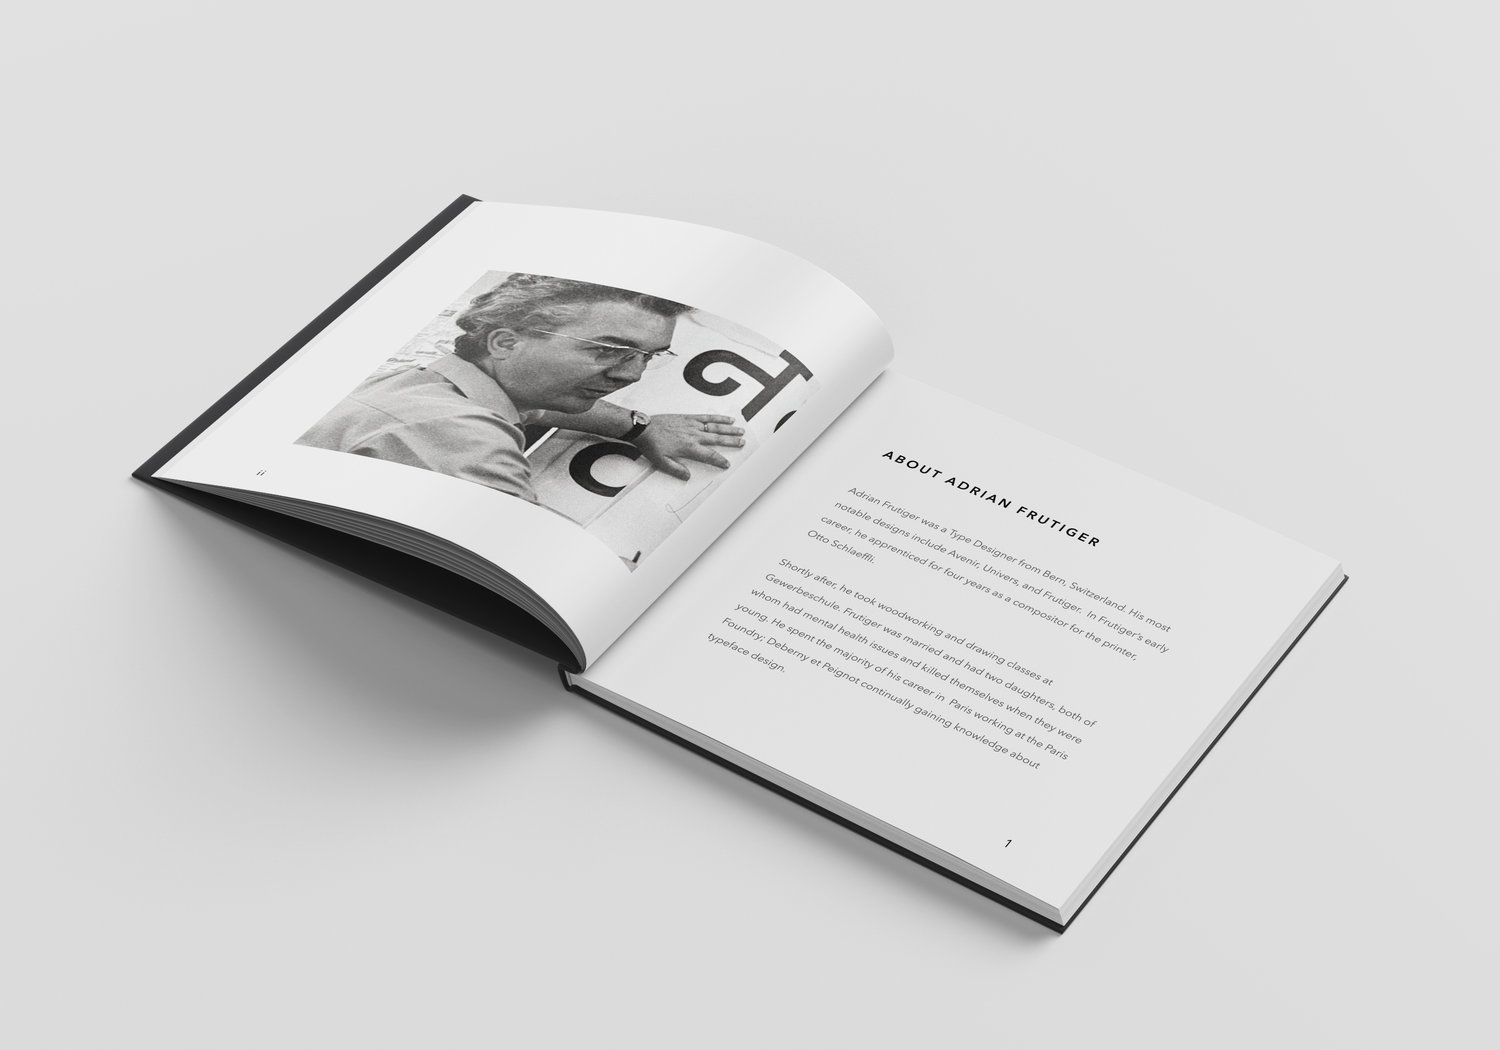 G
C
ii
ABOUT ADRIAN FRUTIGER
Adrian Frutiger was a Type Designer from Bern, Switzerland. His most
notable designs include Avenir, Univers, and Frutiger. In Frutiger's early
career, he apprenticed for four years as a compositor for the printer,
Otto Schlaeffli.
Shortly after, he took woodworking and drawing classes at
Gewerbeschule. Frutiger was married and had two daughters, both of
whom had mental health issues and killed themselves when they were
young. He spent the majority of his career in Paris working at the Paris
Foundry; Deberny et Peignot continually gaining knowledge about
typeface design.
1